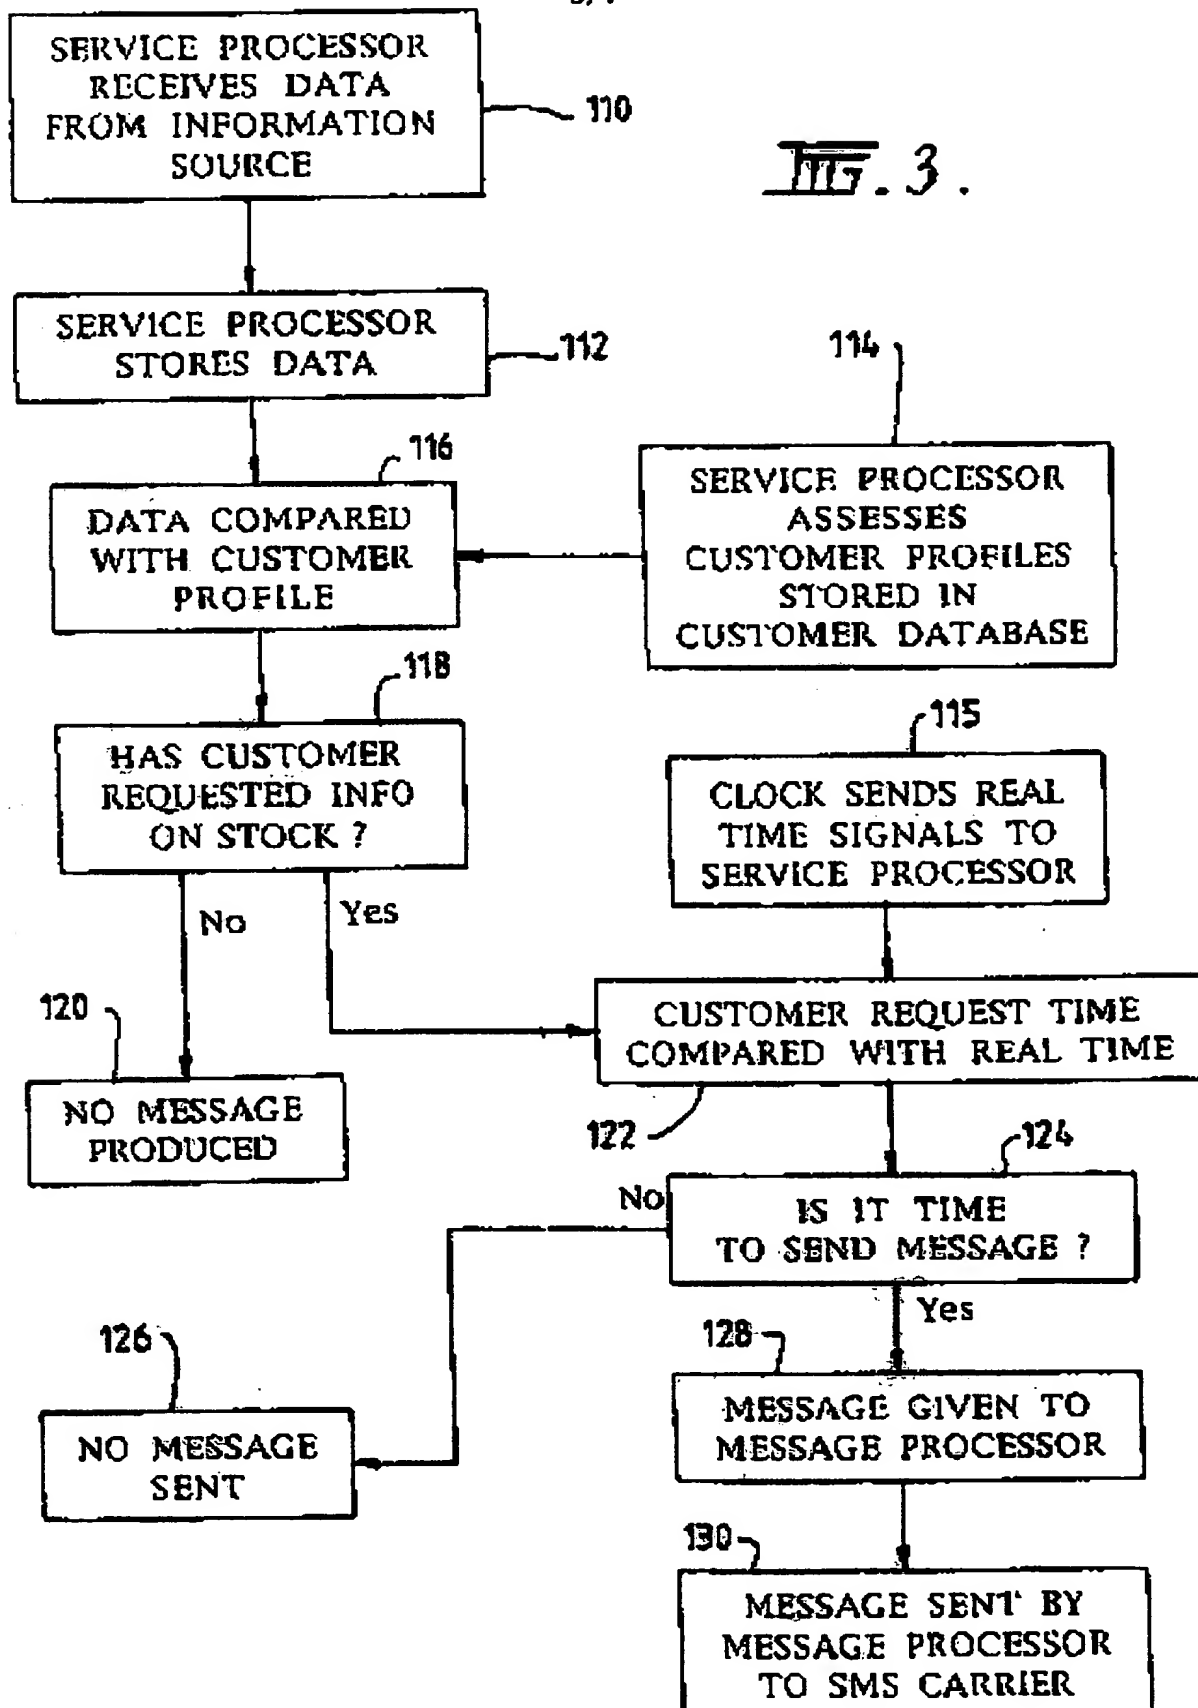 SERVICE PROCESSOR
RECEIVES DATA
FROM INFORMATION
SOURCE
110
FIG. 3.
SERVICE PROCESSOR
STORES DATA
112
114
116
DATA COMPARED
WITH CUSTOMER
PROFILE
SERVICE PROCESSOR
ASSESSES
CUSTOMER PROFILES
STORED IN
CUSTOMER DATABASE
118
HAS CUSTOMER
REQUESTED INFO
ON STOCK ?
115
CLOCK SENDS REAL
TIME SIGNALS TO
SERVICE PROCESSOR
No
Yes
120
NO MESSAGE
PRODUCED
CUSTOMER REQUEST TIME
COMPARED WITH REAL TIME
122
124
No
IS IT TIME
TO SEND MESSAGE ?
Yes
126
NO MESSAGE
SENT
128
MESSAGE GIVEN TO
MESSAGE PROCESSOR
130
MESSAGE SENT BY
MESSAGE PROCESSOR
TO SMS CARRIER